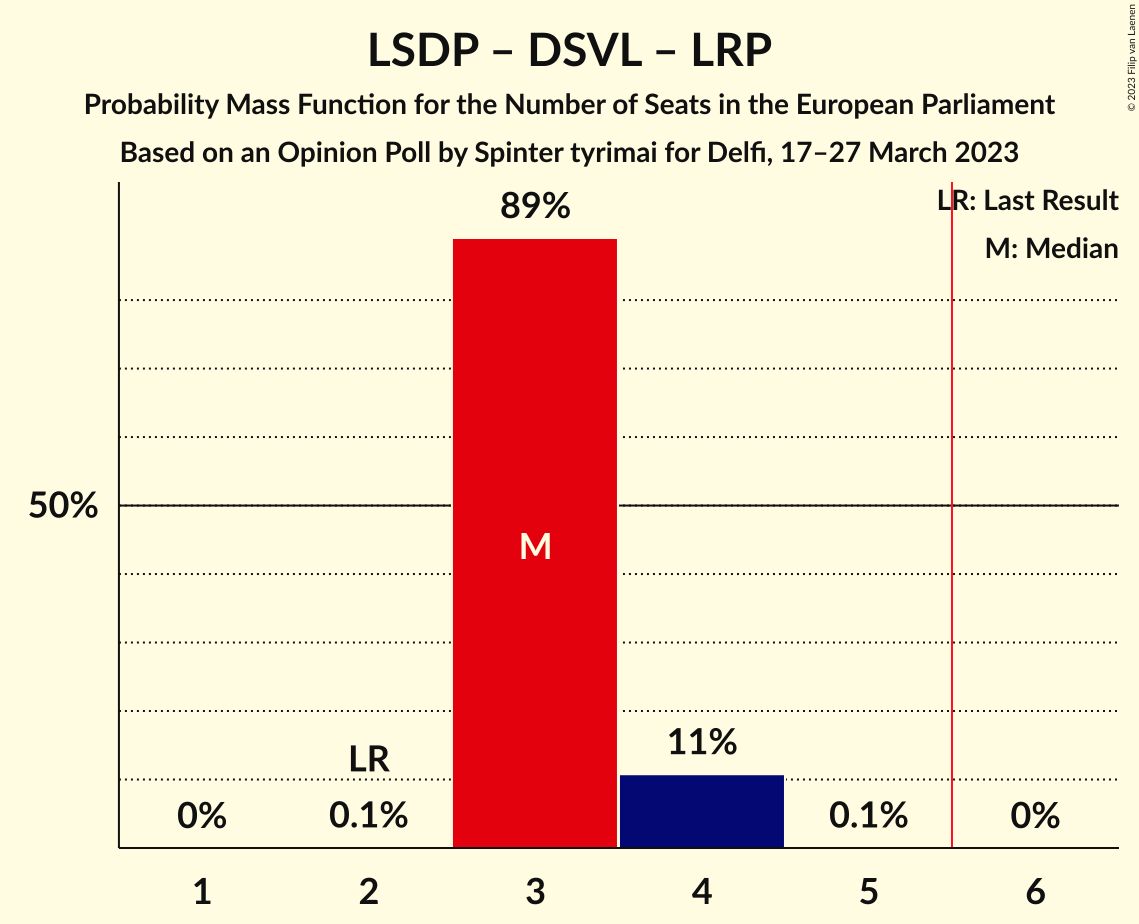 LSDP – DSVL – LRP
Probability Mass Function for the Number of Seats in the European Parliament
Based on an Opinion Poll by Spinter tyrimai for Delfi, 17–27 March 2023
© 2023 Filip van Laenen
LR: Last Result
M: Median
89%
50%
M
11%
LR
0%
0.1%
0.1%
0%
1 2 3 4 5 6